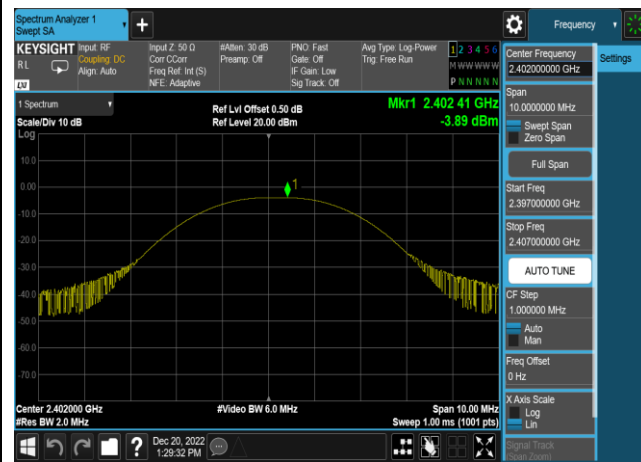 Spectrum Analyzer 1
Swept SA
+
Frequency
KEYSIGHT
RL
LXI
Input: RF
Coupling: DC
Align: Auto
Input Z: 50 Ω
Corr CCorr
Freq Ref: Int (S)
NFE: Adaptive
#Atten: 30 dB
Preamp: Off
PNO: Fast
Gate: Off
IF Gain: Low
Sig Track: Off
Avg Type: Log-Power
Trig: Free Run
1 2 3 4 5 6
M W W W W W
P N N N N N
1 Spectrum
Scale/Div 10 dB
Log
Ref Lvl Offset 0.50 dB
Ref Level 20.00 dBm
Mkr1 2.402 41 GHz
-3.89 dBm
10.0
0.00
-10.0
-20.0
-30.0
-40.0
-50.0
-60.0
-70.0
1
Center 2.402000 GHz
#Res BW 2.0 MHz
#Video BW 6.0 MHz
Span 10.00 MHz
Sweep 1.00 ms (1001 pts)
?
Dec 20, 2022
1:29:32 PM
Center Frequency
2.402000000 GHz
Settings
Span
10.0000000 MHz
Swept Span
Zero Span
Full Span
Start Freq
2.397000000 GHz
Stop Freq
2.407000000 GHz
AUTO TUNE
CF Step
1.000000 MHz
Auto
Man
Freq Offset
0 Hz
X Axis Scale
Log
Lin
Signal Track
(Span Zoom)